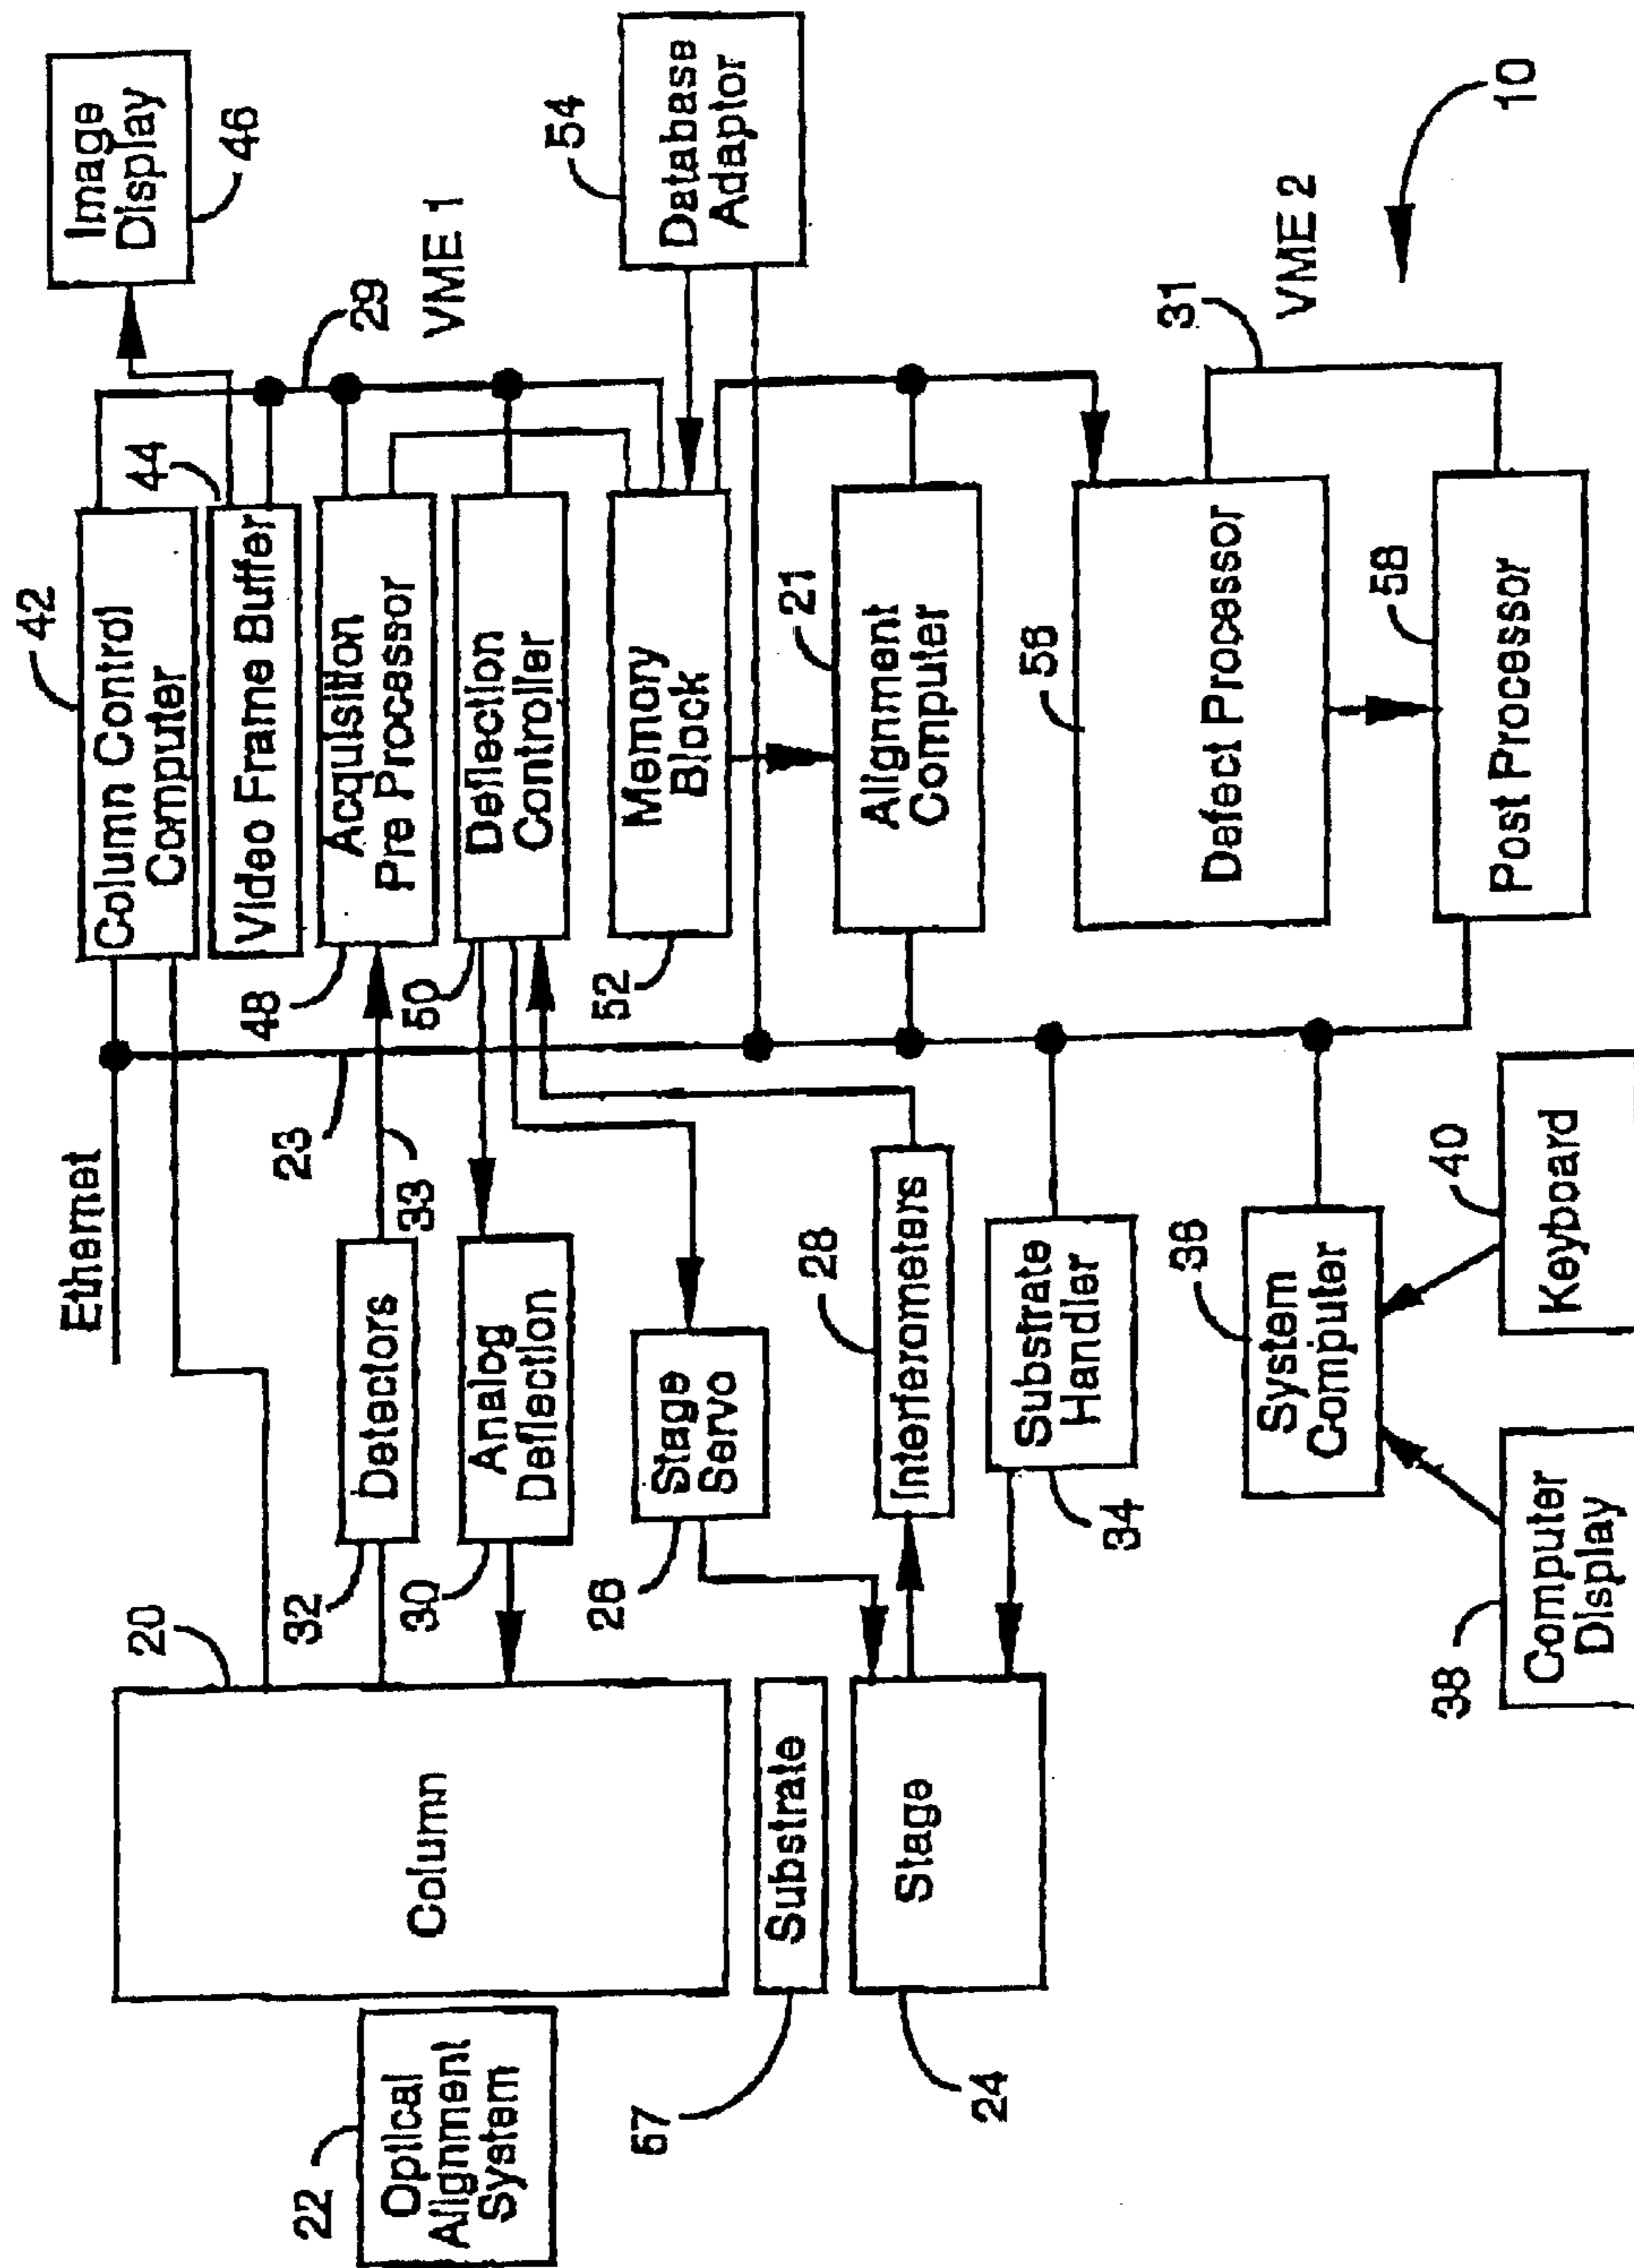 22
Optical
Alignment
System
20
Column
57
Substrate
24
Stage
Ethernet
23
32
Detectors
33
30
Analog
Deflection
26
Stage
Servo
28
Interferometers
34
Substrate
Handler
36
System
Computer
38
Computer
Display
40
Keyboard
42
Column Control
Computer
44
Video Frame Buffer
48
Acquisition
Pre Processor
50
Deflection
Controller
52
Memory
Block
21
Alignment
Computer
56
Defect Processor
58
Post Processor
46
Image
Display
29
VME 1
54
Database
Adaptor
31
VME 2
10